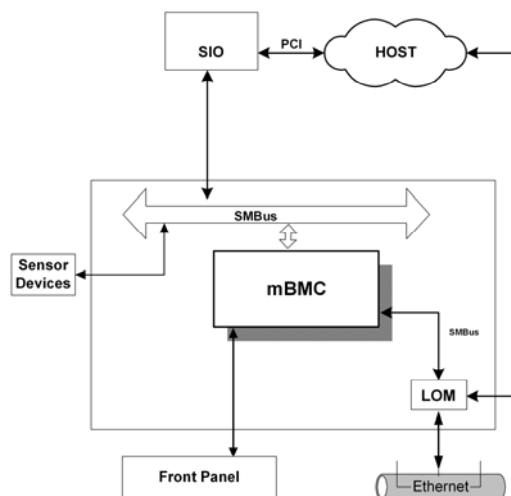 SIO
PCI
HOST
SMBus
Sensor
Devices
mBMC
SMBus
LOM
Front Panel
Ethernet